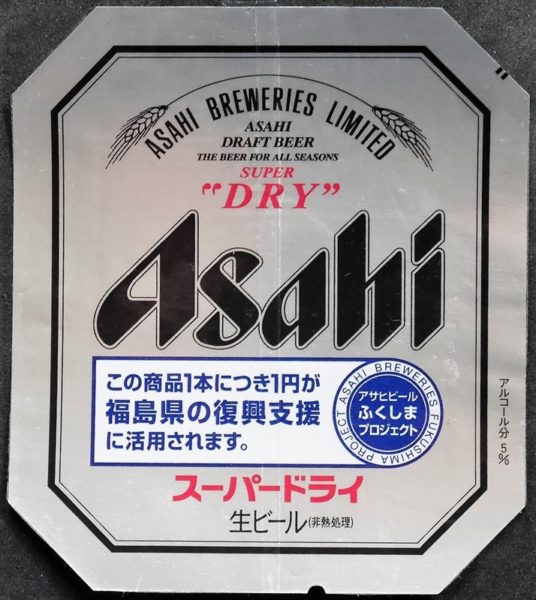 ASAHI BREWERIES LIMITED
ASAHI
DRAFT BEER
THE BEER FOR ALL SEASONS
SUPER
"DRY"
Asahi
この商品1本につき1円が
福島県の復興支援
に活用されます。
ASAHI BREWERIES FUKUSHIMA PROJECT
アサヒビール
ふくしま
プロジェクト
アルコール分 5%
スーパードライ
生ビール(非熱処理)